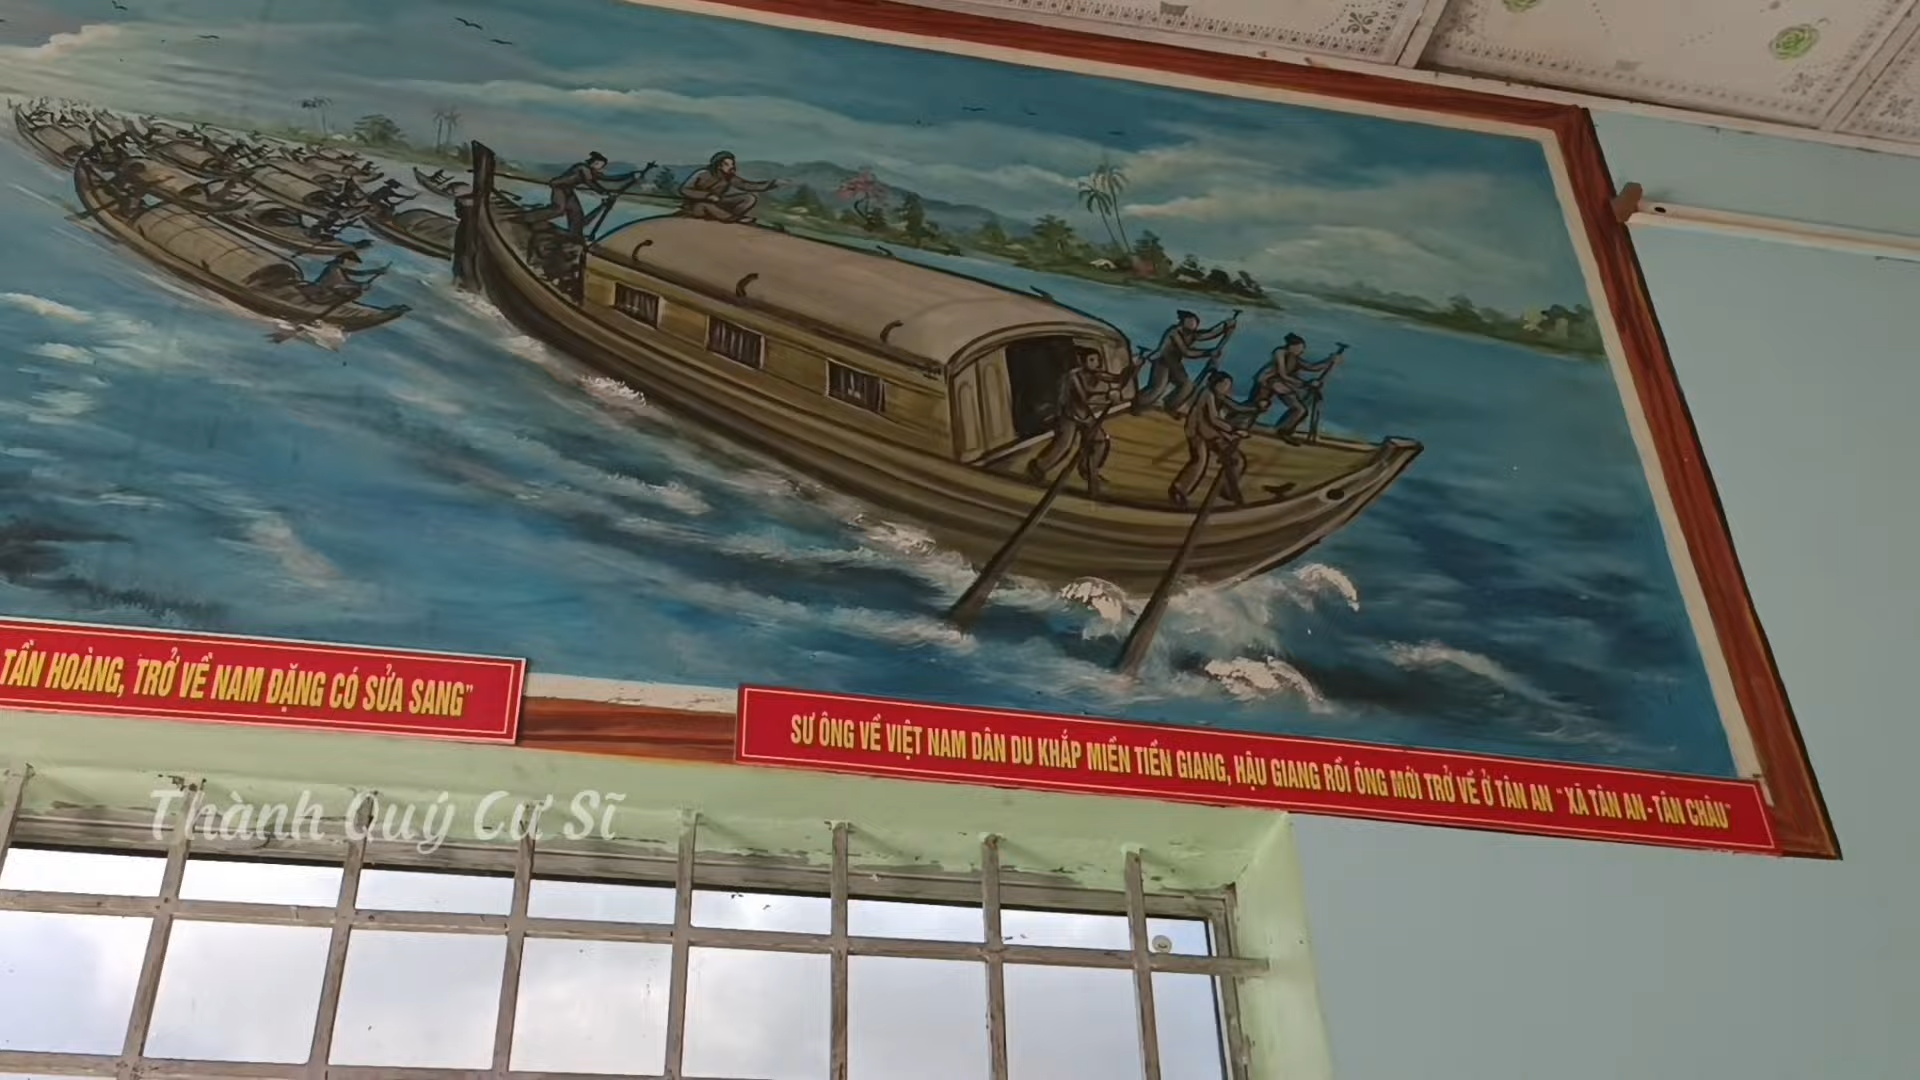 TẦN HOÀNG, TRỞ VỀ NAM ĐẶNG CÓ SỬA SANG”
SƯ ÔNG VỀ VIỆT NAM DÂN DU KHẮP MIỀN TIỀN GIANG, HẬU GIANG RỒI ÔNG MỚI TRỞ VỀ Ở TÂN AN “XÃ TÂN AN - TÂN CHÂU”
Thành Quý Cư Sĩ